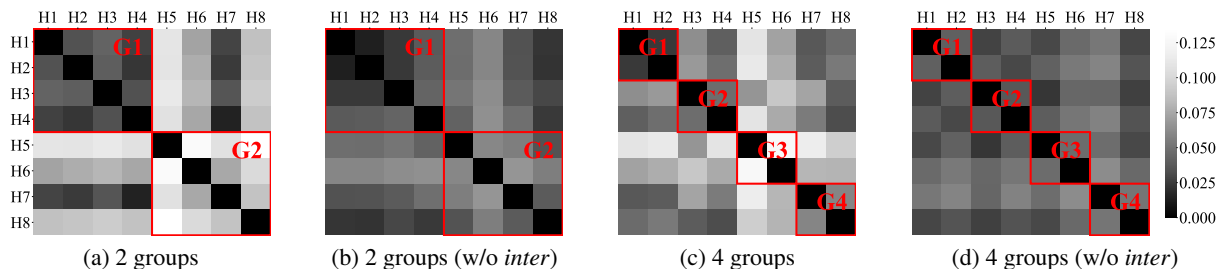 H1 H2 H3 H4 H5 H6 H7 H8
H1
H2
H3
H4
H5
H6
H7
H8
G1
G2
(a) 2 groups
H1 H2 H3 H4 H5 H6 H7 H8
G1
G2
(b) 2 groups (w/o inter)
H1 H2 H3 H4 H5 H6 H7 H8
G1
G2
G3
G4
(c) 4 groups
H1 H2 H3 H4 H5 H6 H7 H8
G1
G2
G3
G4
(d) 4 groups (w/o inter)
0.125
0.100
0.075
0.050
0.025
0.000